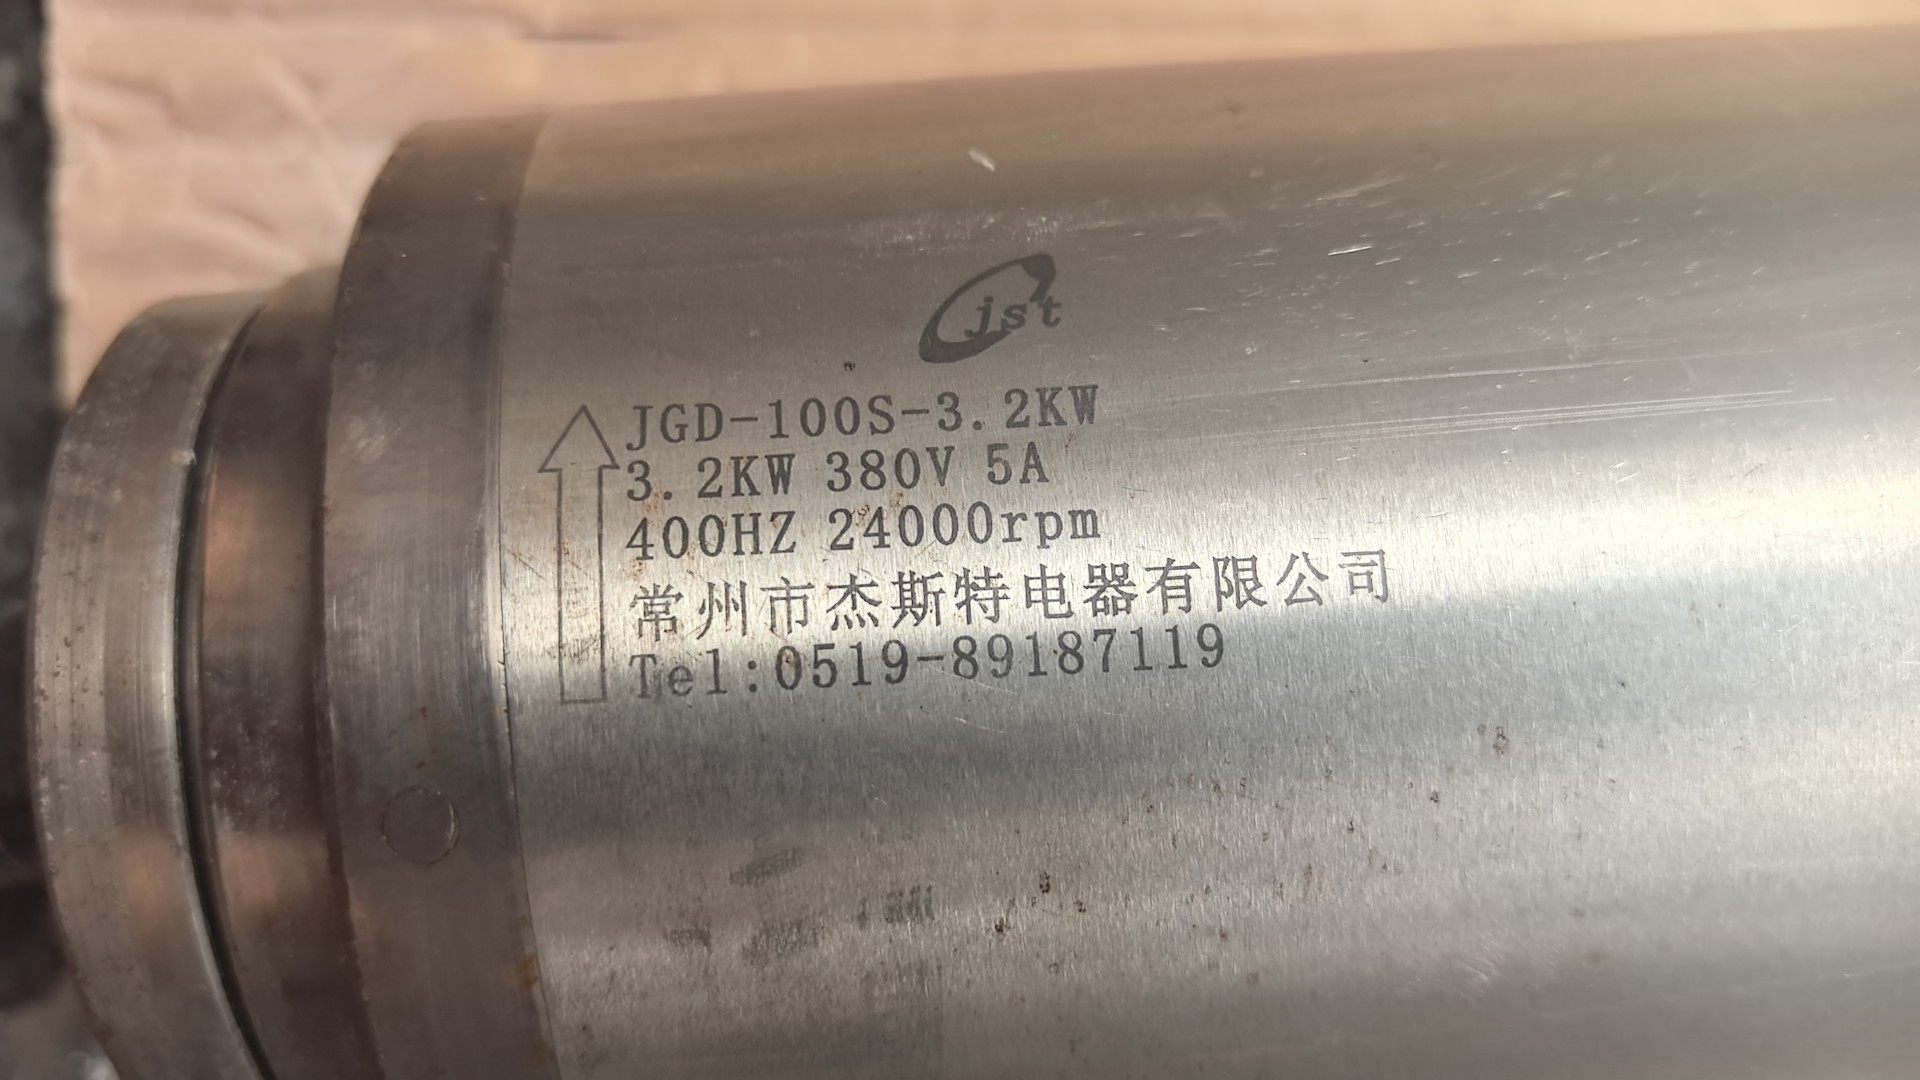 jst
JGD-100S-3.2KW
3.2KW 380V 5A
400HZ 24000rpm
常州市杰斯特电器有限公司
Tel:0519-89187119